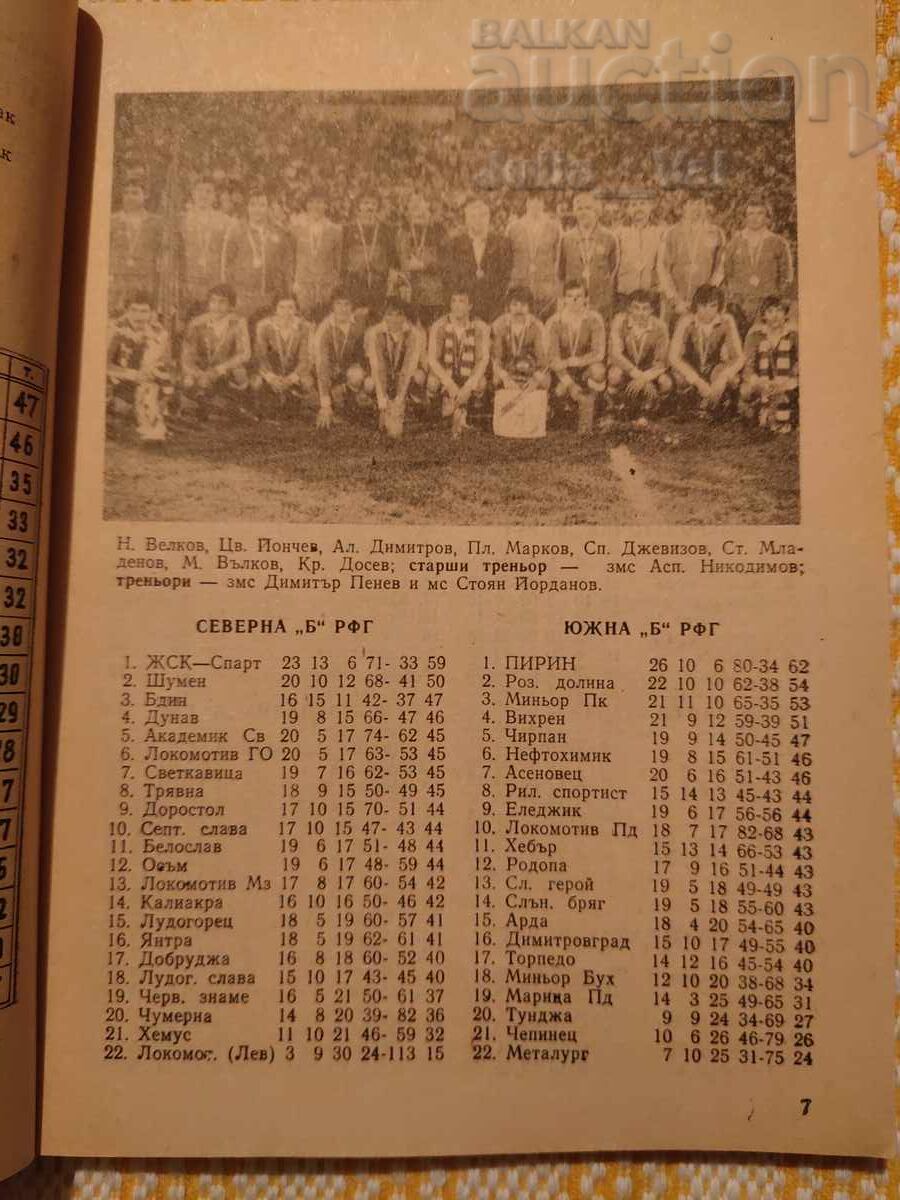 BALKAN
auction
Julia__Vel
ак
к
т.
47
46
35
33
32
32
30
29
Н. Велков, Цв. Йончев, Ал. Димитров, Пл. Марков, Сп. Джевизов, Ст. Мла-
денов, М. Вълков, Кр. Досев; старши треньор — змс Асп. Никодимов;
треньори — змс Димитър Пенев и мс Стоян Йорданов.
СЕВЕРНА „Б“ РФГ
1. ЖСК—Спарт 23 13 6 71- 33 59
2. Шумен 20 10 12 68- 41 50
3. Бдин 16 15 11 42- 37 47
4. Дунав 19 8 15 66- 47 46
5. Академик Св 20 5 17 74- 62 45
6. Локомотив ГО 20 5 17 63- 53 45
7. Светкавица 19 7 16 62- 53 45
8. Трявна 18 9 15 50- 49 45
9. Доростол 17 10 15 70- 51 44
10. Септ. слава 17 10 15 47- 43 44
11. Белослав 19 6 17 51- 48 44
12. Осъм 19 6 17 48- 59 44
13. Локомотив Мз 17 8 17 60- 54 42
14. Калиакра 16 10 16 50- 46 42
15. Лудогорец 18 5 19 60- 57 41
16. Янтра 18 5 19 62- 61 41
17. Добруджа 16 8 18 60- 52 40
18. Лудог. слава 15 10 17 43- 45 40
19. Черв. знаме 16 5 21 50- 61 37
20. Чумерна 14 8 20 39- 82 36
21. Хемус 11 10 21 46- 59 32
22. Локомот. (Лев) 3 9 30 24-113 15
ЮЖНА „Б“ РФГ
1. ПИРИН 26 10 6 80-34 62
2. Роз. долина 22 10 10 62-38 54
3. Миньор Пк 21 11 10 65-35 53
4. Вихрен 21 9 12 59-39 51
5. Чирпан 19 9 14 50-45 47
6. Нефтохимик 19 8 15 61-51 46
7. Асеновец 20 6 16 51-43 46
8. Рил. спортист 15 14 13 45-43 44
9. Еледжик 19 6 17 56-56 44
10. Локомотив Пд 18 7 17 82-68 43
11. Хебър 15 13 14 66-53 43
12. Родопа 17 9 16 51-44 43
13. Сл. герой 19 5 18 49-49 43
14. Слън. бряг 19 5 18 55-60 43
15. Арда 18 4 20 54-65 40
16. Димитровград 15 10 17 49-55 40
17. Торпедо 14 12 16 45-54 40
18. Миньор Бух 12 10 20 38-68 34
19. Марица Пд 14 3 25 49-65 31
20. Тунджа 9 9 24 34-69 27
21. Чепинец 10 6 26 46-79 26
22. Металург 7 10 25 31-75 24
7